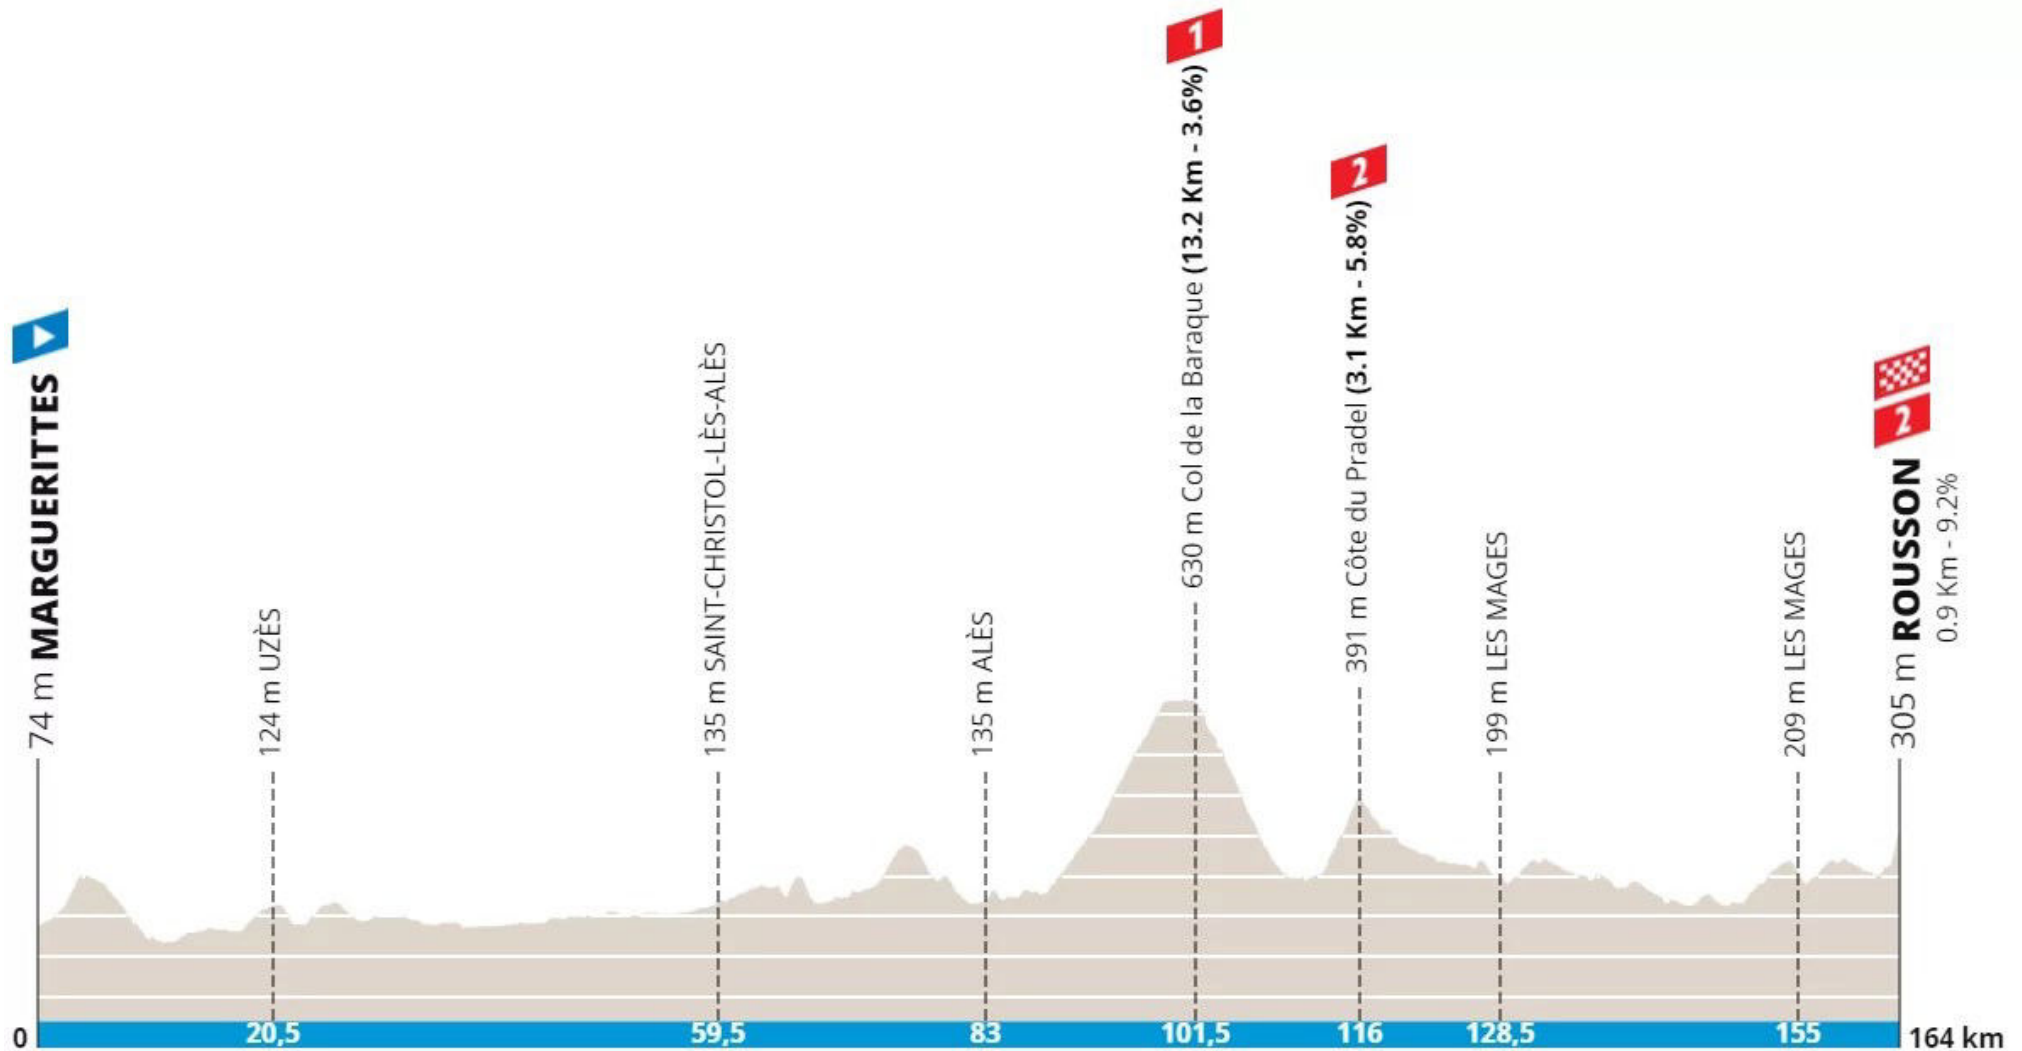 1
2
2
74 m MARGUERITTES
124 m UZÈS
135 m SAINT-CHRISTOL-LÈS-ALÈS
135 m ALÈS
630 m Col de la Baraque (13.2 Km - 3.6%)
391 m Côte du Pradel (3.1 Km - 5.8%)
199 m LES MAGES
209 m LES MAGES
305 m ROUSSON
0.9 Km - 9.2%
0
20,5
59,5
83
101,5
116
128,5
155
164 km